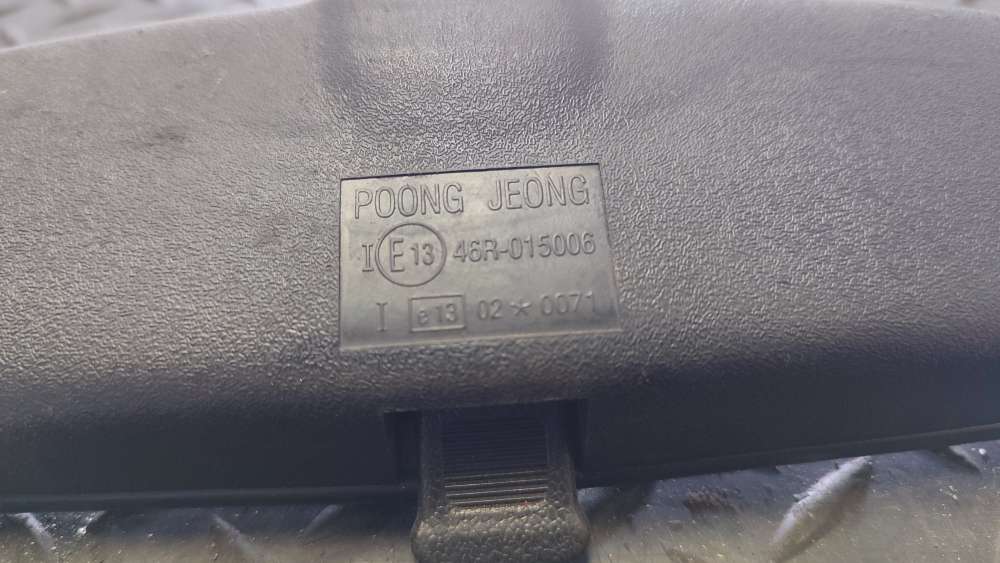 POONG JEONG
I E13 46R-015006
I e13 02*0071